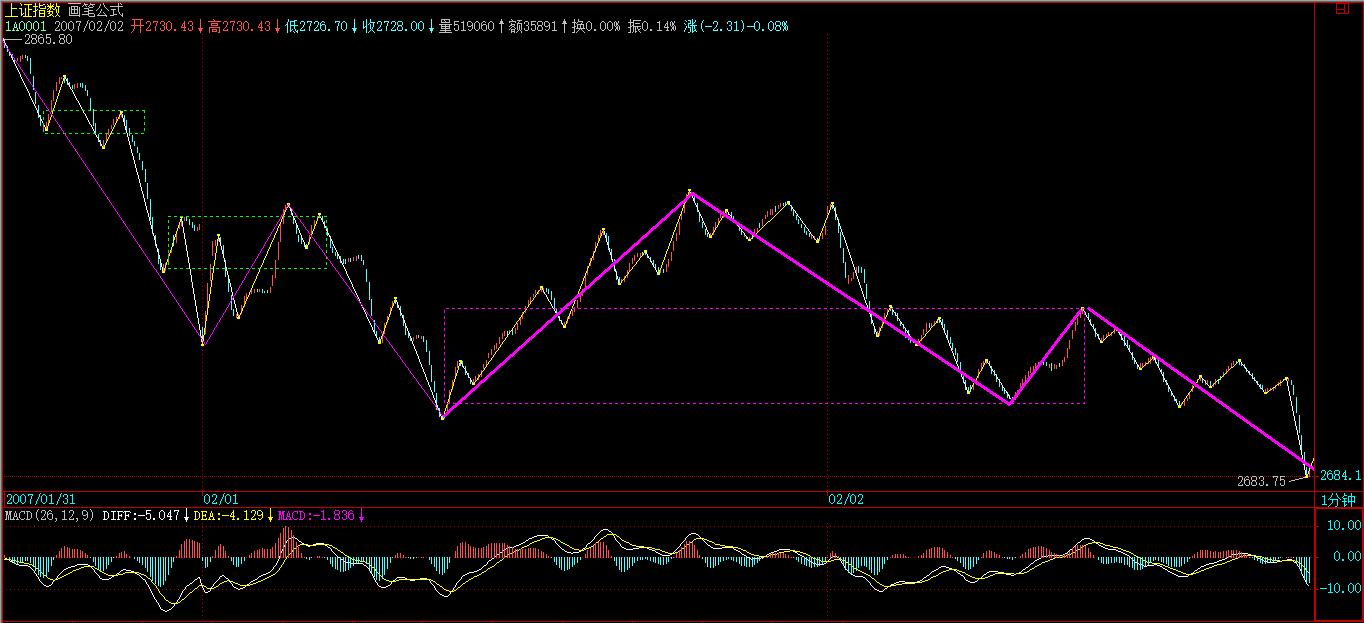 上证指数 画笔公式
1A0001 2007/02/02 开2730.43↓高2730.43↓低2726.70↓收2728.00↓量519060↑额35891↑换0.00% 振0.14% 涨(-2.31)-0.08%
2865.80
2683.75
2684.1
2007/01/31 02/01 02/02 1分钟
MACD(26,12,9) DIFF:-5.047↓DEA:-4.129↓MACD:-1.836↓
10.00
0.00
-10.00